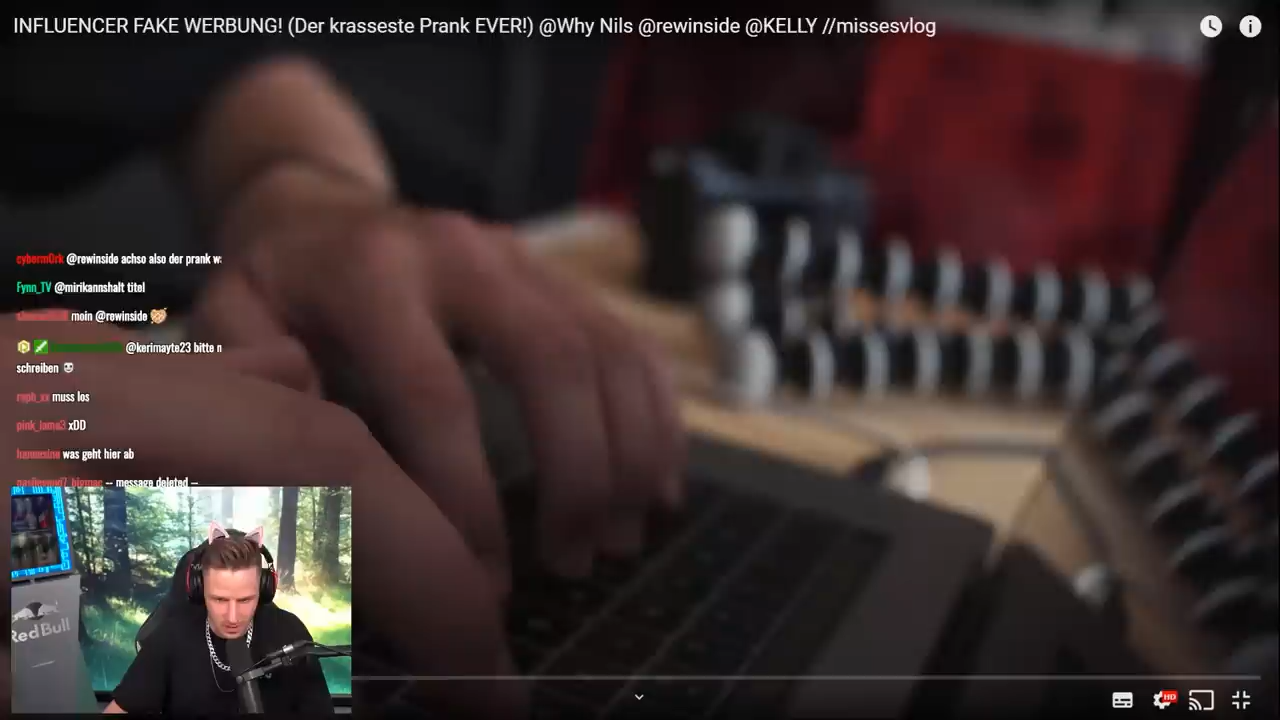 INFLUENCER FAKE WERBUNG! (Der krasseste Prank EVER!) @Why Nils @rewinside @KELLY //missesvlog
cyberm0rk @rewinside achso also der prank w
Fynn_TV @mirikannshalt titel
moin @rewinside
@kerimayte23 bitte n
schreiben
muss los
xDD
was geht hier ab
-- message deleted --
Red Bull
HD